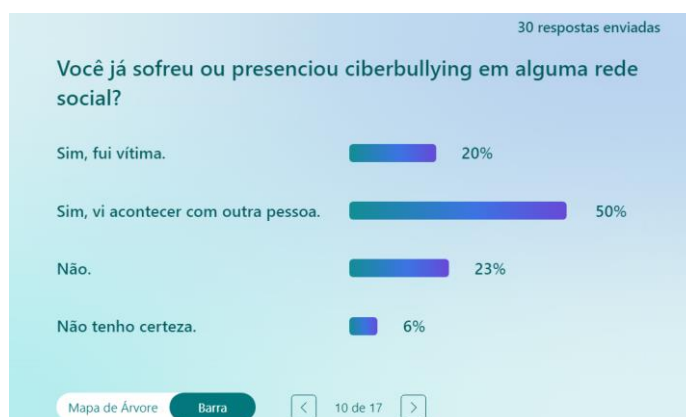 30 respostas enviadas
Você já sofreu ou presenciou ciberbullying em alguma rede
social?
Sim, fui vítima. 20%
Sim, vi acontecer com outra pessoa. 50%
Não. 23%
Não tenho certeza. 6%
Mapa de Árvore Barra < 10 de 17 >